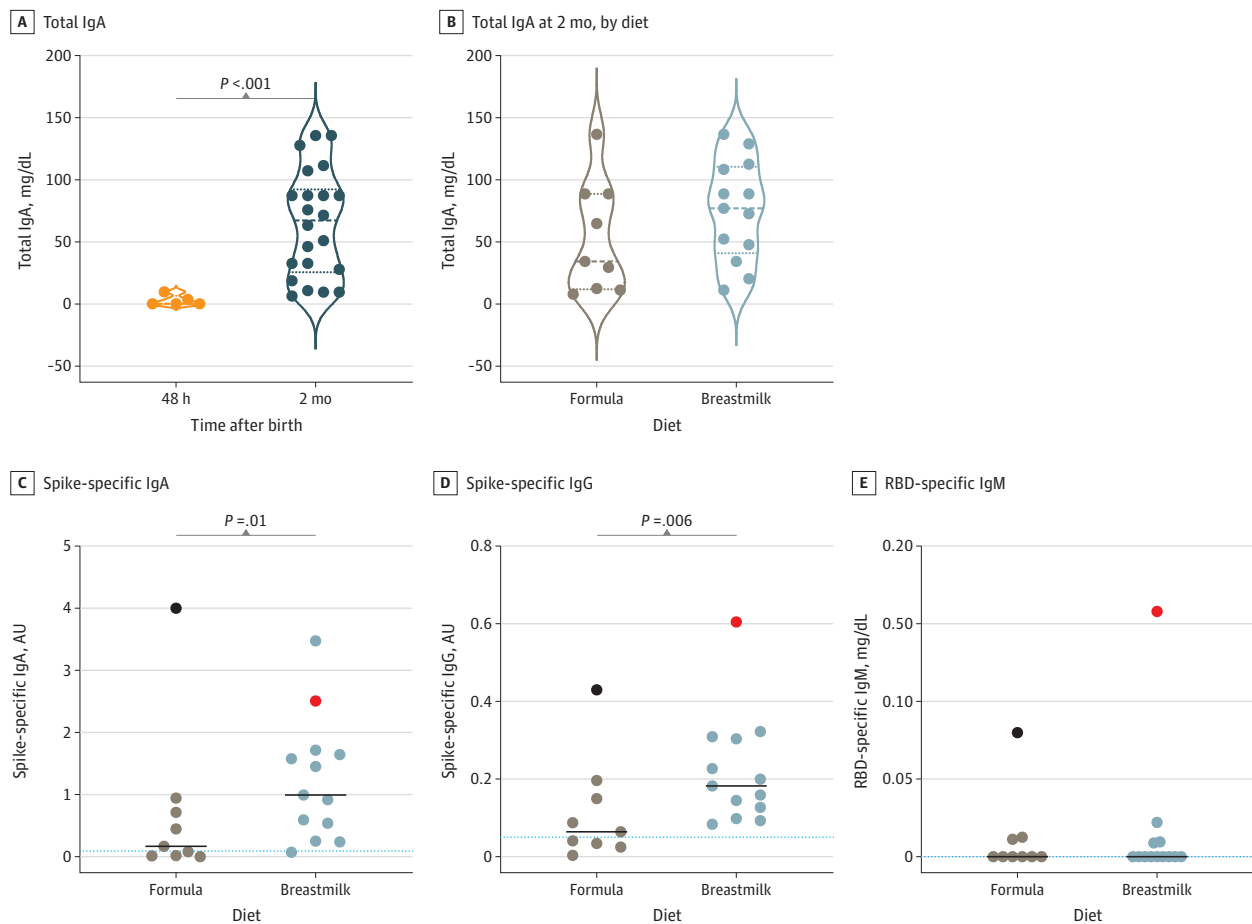 A Total IgA
200
150
100
50
0
-50
Total IgA, mg/dL
P <.001
48 h
2 mo
Time after birth
B Total IgA at 2 mo, by diet
200
150
100
50
0
-50
Total IgA, mg/dL
Formula
Breastmilk
Diet
C Spike-specific IgA
P =.01
5
4
3
2
1
0
Spike-specific IgA, AU
Formula
Breastmilk
Diet
D Spike-specific IgG
P =.006
0.8
0.6
0.4
0.2
0
Spike-specific IgG, AU
Formula
Breastmilk
Diet
E RBD-specific IgM
0.20
0.50
0.10
0.05
0
RBD-specific IgM, mg/dL
Formula
Breastmilk
Diet